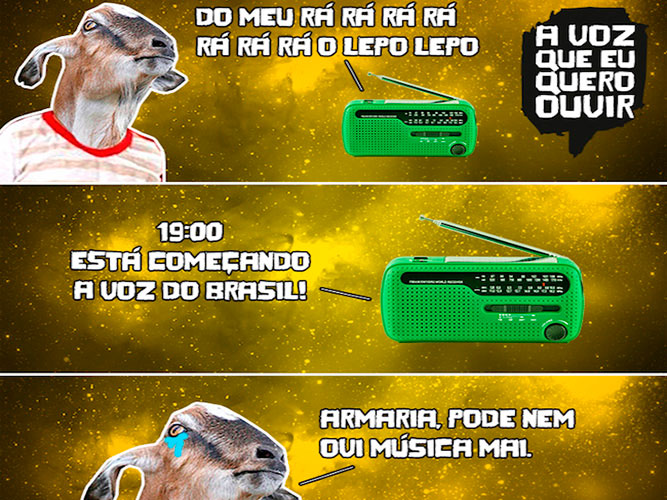 DO MEU RÁ RÁ RÁ RÁ
RÁ RÁ RÁ O LEPO LEPO
A VOZ
QUE EU
QUERO
OUVIR
19:00
ESTÁ COMEÇANDO
A VOZ DO BRASIL!
ARMARIA, PODE NEM
OUI MÚSICA MAI.